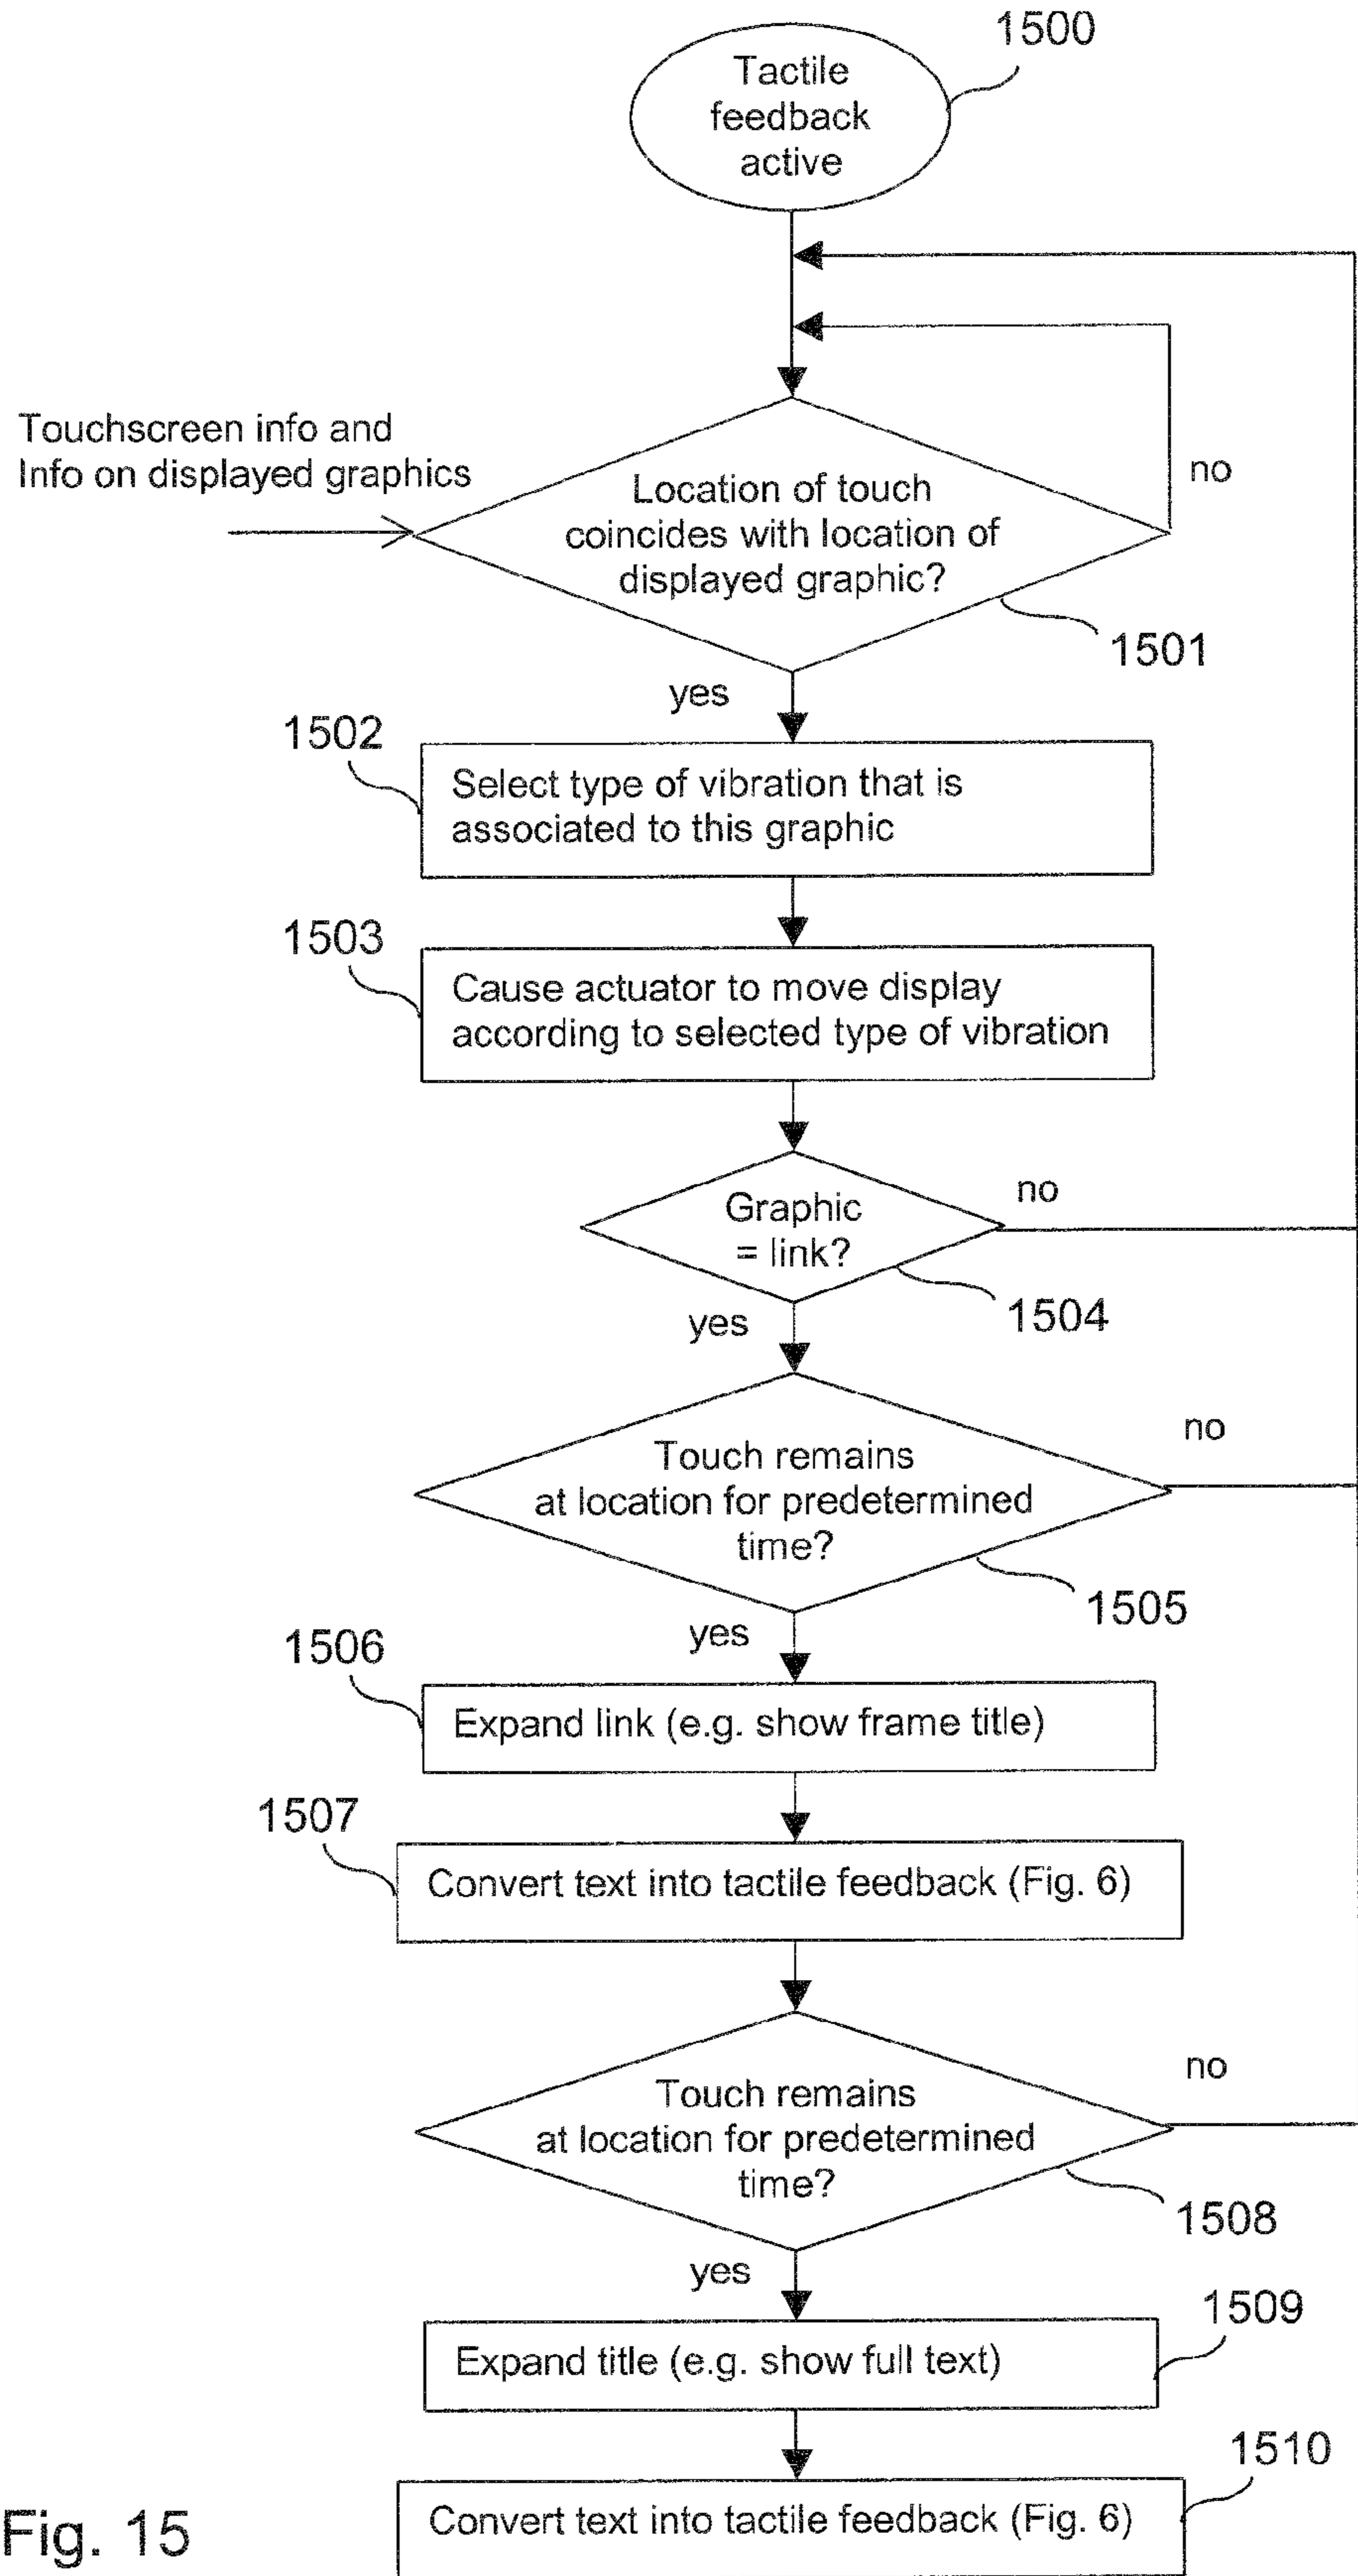 1500
Tactile
feedback
active
Touchscreen info and
Info on displayed graphics
no
Location of touch
coincides with location of
displayed graphic?
1501
yes
1502
Select type of vibration that is
associated to this graphic
1503
Cause actuator to move display
according to selected type of vibration
no
Graphic
= link?
1504
yes
no
Touch remains
at location for predetermined
time?
1505
yes
1506
Expand link (e.g. show frame title)
1507
Convert text into tactile feedback (Fig. 6)
no
Touch remains
at location for predetermined
time?
1508
yes
1509
Expand title (e.g. show full text)
1510
Convert text into tactile feedback (Fig. 6)
Fig. 15